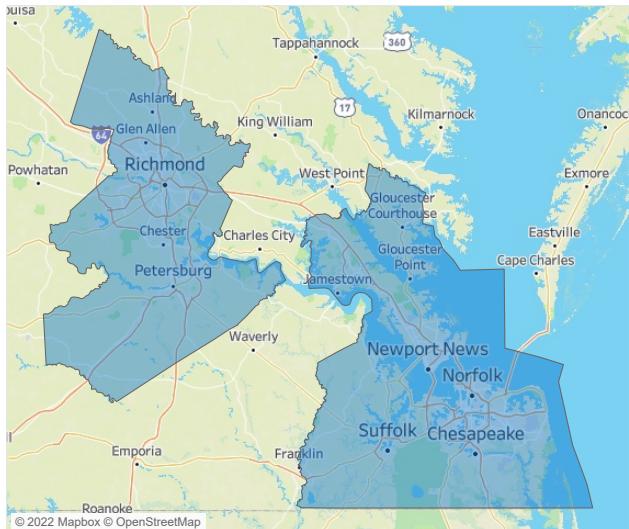 ouisa
Tappahannock
360
17
Ashland
Onancock
64
Glen Allen
King William
Kilmarnock
Richmond
Powhatan
West Point
Exmore
Gloucester
Courthouse
Chester
Charles City
Eastville
Gloucester
Point
Cape Charles
Petersburg
Jamestown
Waverly
Newport News
Norfolk
Suffolk
Chesapeake
Emporia
Franklin
Roanoke
© 2022 Mapbox © OpenStreetMap